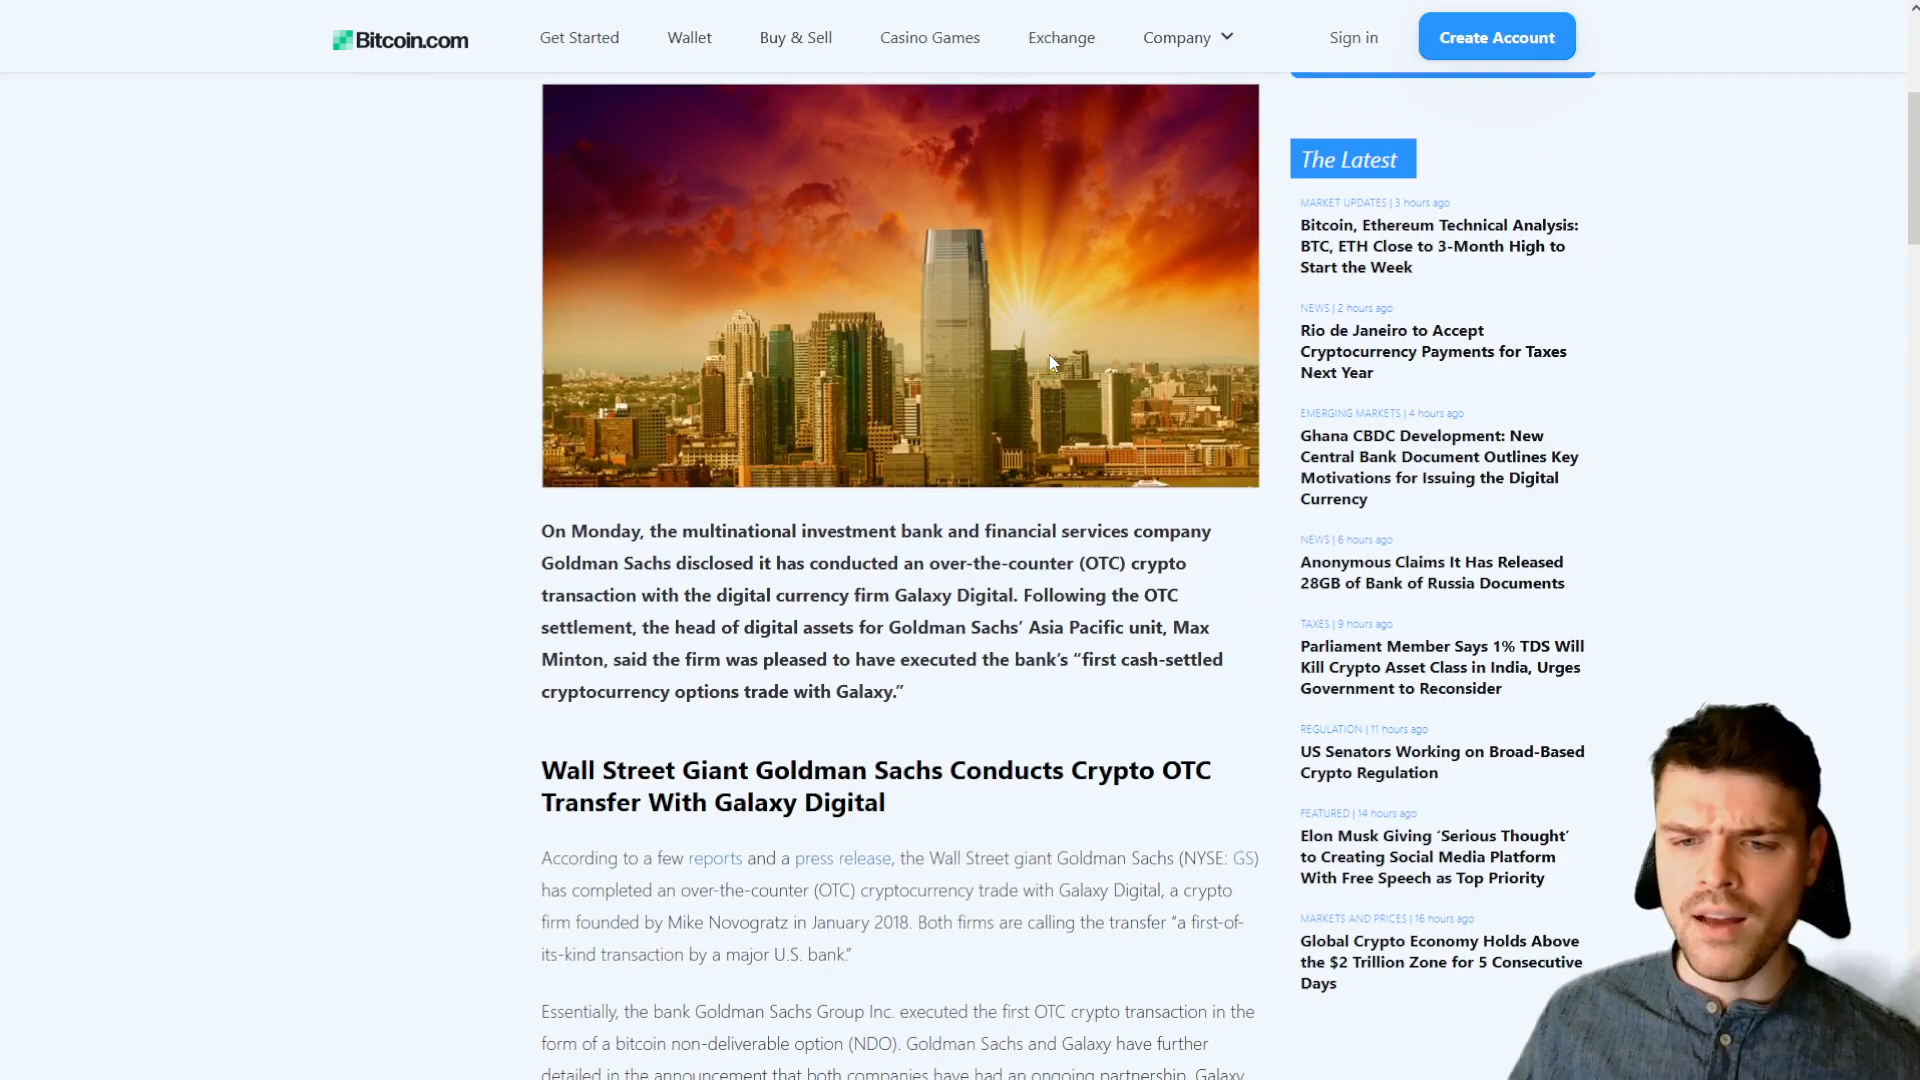 Bitcoin.com
Get Started
Wallet
Buy & Sell
Casino Games
Exchange
Company
Sign in
Create Account
On Monday, the multinational investment bank and financial services company
Goldman Sachs disclosed it has conducted an over-the-counter (OTC) crypto
transaction with the digital currency firm Galaxy Digital. Following the OTC
settlement, the head of digital assets for Goldman Sachs’ Asia Pacific unit, Max
Minton, said the firm was pleased to have executed the bank’s “first cash-settled
cryptocurrency options trade with Galaxy.”
Wall Street Giant Goldman Sachs Conducts Crypto OTC
Transfer With Galaxy Digital
According to a few reports and a press release, the Wall Street giant Goldman Sachs (NYSE: GS)
has completed an over-the-counter (OTC) cryptocurrency trade with Galaxy Digital, a crypto
firm founded by Mike Novogratz in January 2018. Both firms are calling the transfer “a first-of-
its-kind transaction by a major U.S. bank.”
Essentially, the bank Goldman Sachs Group Inc. executed the first OTC crypto transaction in the
form of a bitcoin non-deliverable option (NDO). Goldman Sachs and Galaxy have further
detailed in the announcement that both companies have had an ongoing partnership. Galaxy
The Latest
MARKET UPDATES | 3 hours ago
Bitcoin, Ethereum Technical Analysis:
BTC, ETH Close to 3-Month High to
Start the Week
NEWS | 2 hours ago
Rio de Janeiro to Accept
Cryptocurrency Payments for Taxes
Next Year
EMERGING MARKETS | 4 hours ago
Ghana CBDC Development: New
Central Bank Document Outlines Key
Motivations for Issuing the Digital
Currency
NEWS | 6 hours ago
Anonymous Claims It Has Released
28GB of Bank of Russia Documents
TAXES | 9 hours ago
Parliament Member Says 1% TDS Will
Kill Crypto Asset Class in India, Urges
Government to Reconsider
REGULATION | 11 hours ago
US Senators Working on Broad-Based
Crypto Regulation
FEATURED | 14 hours ago
Elon Musk Giving ‘Serious Thought’
to Creating Social Media Platform
With Free Speech as Top Priority
MARKETS AND PRICES | 16 hours ago
Global Crypto Economy Holds Above
the $2 Trillion Zone for 5 Consecutive
Days